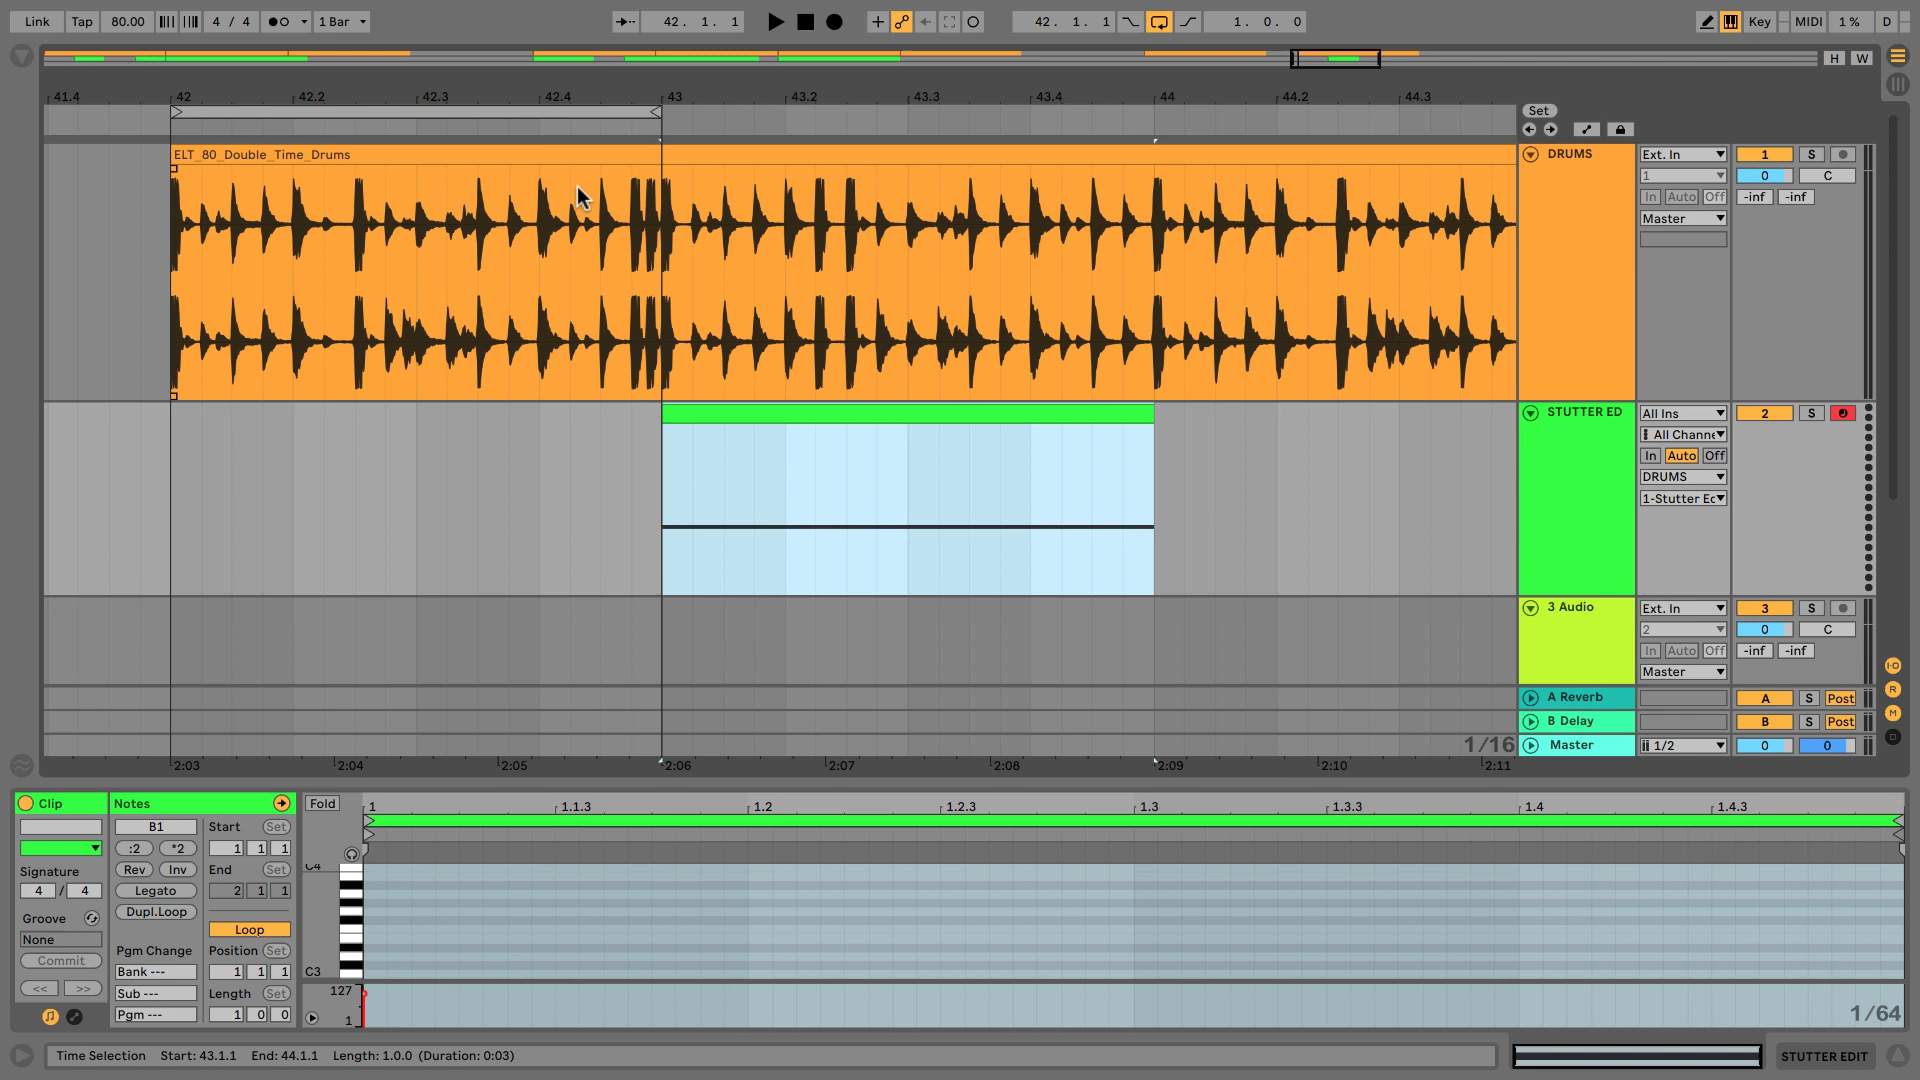 Link Tap 80.00 4 / 4 1 Bar 42. 1. 1 42. 1. 1 1. 0. 0 Key MIDI 1 % D
H W
41.4 42 42.2 42.3 42.4 43 43.2 43.3 43.4 44 44.2 44.3
Set
ELT_80_Double_Time_Drums
DRUMS Ext. In 1 S
1 0 C
In Auto Off -inf -inf
Master
STUTTER ED All Ins 2 S
All Channe
In Auto Off
DRUMS
1-Stutter Ec
3 Audio Ext. In 3 S
2 0 C
In Auto Off -inf -inf
Master
A Reverb A S Post
B Delay B S Post
1/16 Master 1/2 0 0
I·O
R
M
D
2:03 2:04 2:05 2:06 2:07 2:08 2:09 2:10 2:11
Clip Notes Fold 1 1.1.3 1.2 1.2.3 1.3 1.3.3 1.4 1.4.3
B1 Start Set
:2 *2 1 1 1
Signature Rev Inv End Set
4 / 4 Legato 2 1 1
Groove Dupl.Loop
None Loop
Commit Pgm Change Position Set
Bank --- 1 1 1
<< >> Sub --- Length Set
Pgm --- 1 0 0
C4
C3
127
1
1/64
Time Selection Start: 43.1.1 End: 44.1.1 Length: 1.0.0 (Duration: 0:03) STUTTER EDIT